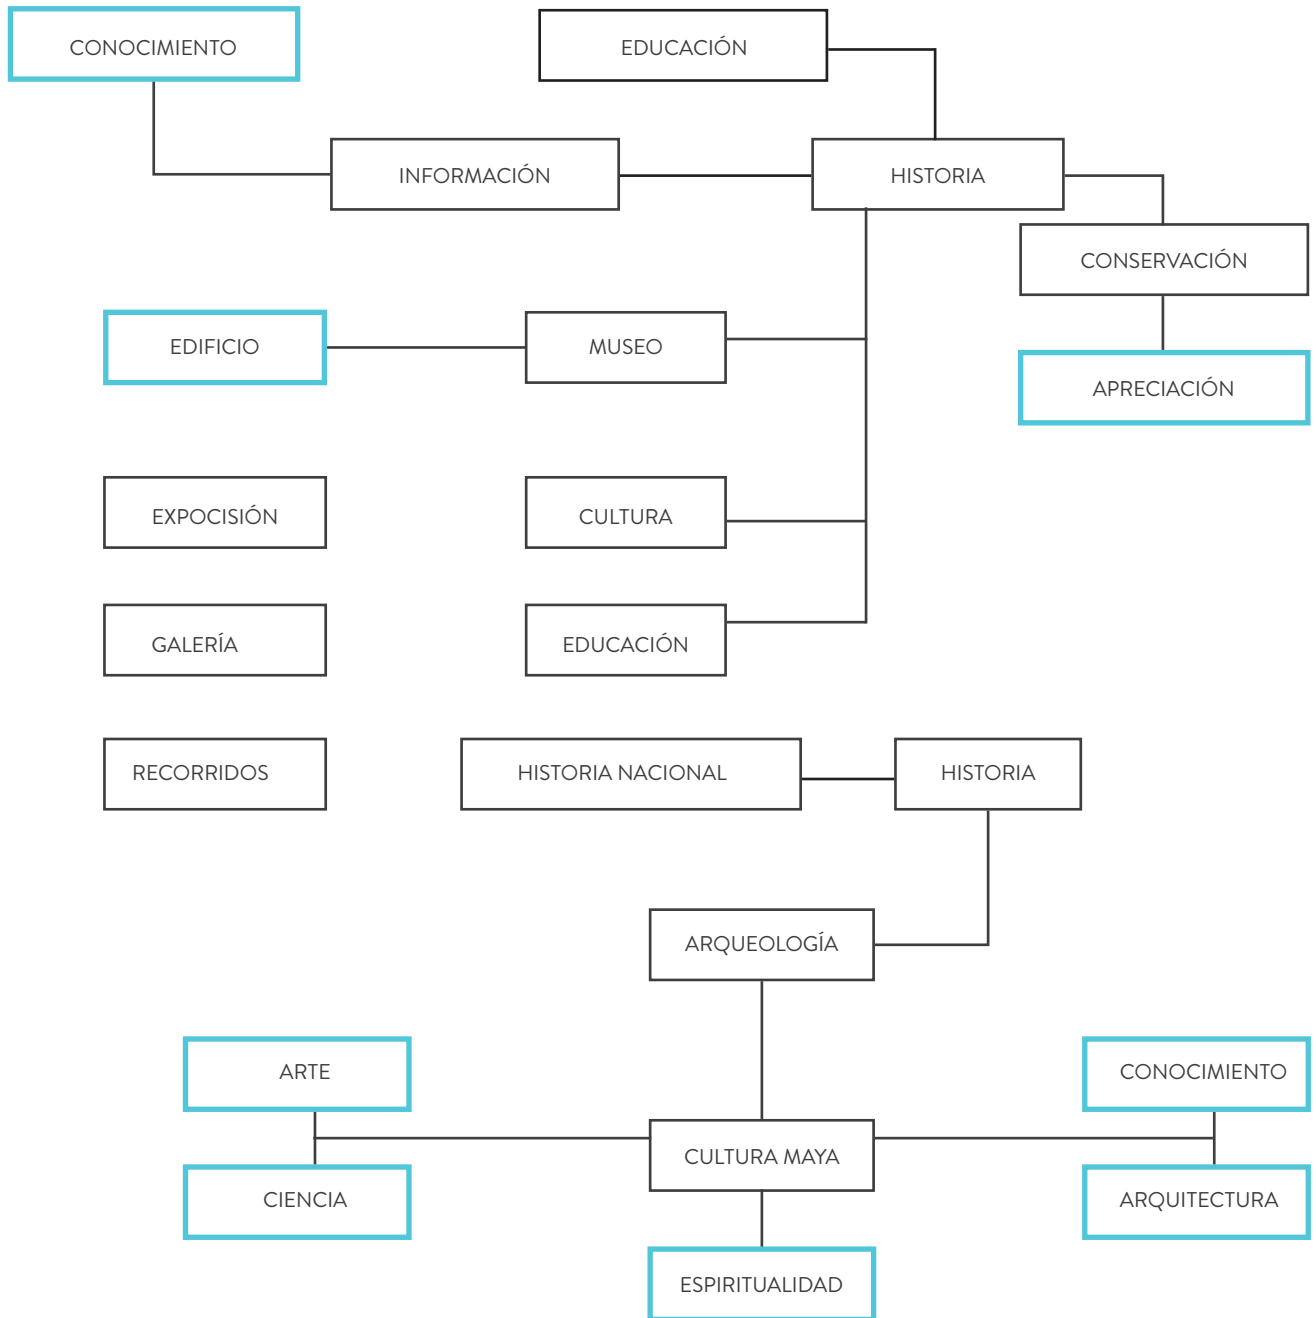 CONOCIMIENTO
EDUCACIÓN
INFORMACIÓN
HISTORIA
CONSERVACIÓN
EDIFICIO
MUSEO
APRECIACIÓN
EXPOCISIÓN
CULTURA
GALERÍA
EDUCACIÓN
RECORRIDOS
HISTORIA NACIONAL
HISTORIA
ARQUEOLOGÍA
ARTE
CONOCIMIENTO
CULTURA MAYA
CIENCIA
ARQUITECTURA
ESPIRITUALIDAD